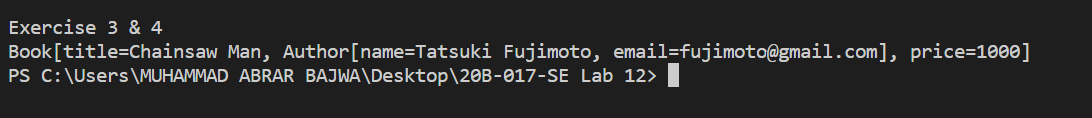 Exercise 3 & 4
Book[title=Chainsaw Man, Author[name=Tatsuki Fujimoto, email=fujimoto@gmail.com], price=1000]
PS C:\Users\MUHAMMAD ABRAR BAJWA\Desktop\20B-017-SE Lab 12>